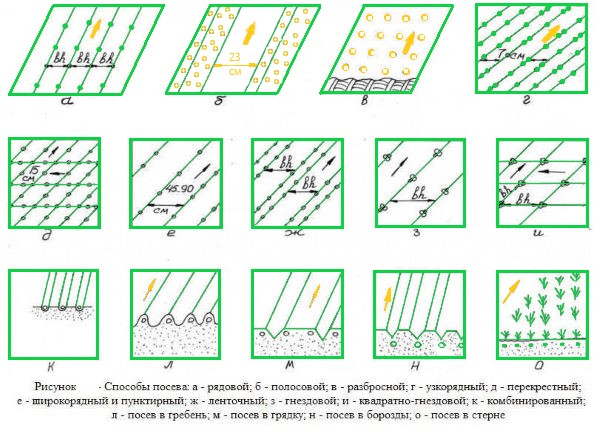 bh bh bh
23
см
7 см
а б в г
15
см
45.90
см
bh
bh
bh
bh
bh
д е ж з и
к л м н о
Рисунок - Способы посева: а - рядовой; б - полосовой; в - разбросной; г - узкорядный; д - перекрестный;
е - широкорядный и пунктирный; ж - ленточный; з - гнездовой; и - квадратно-гнездовой; к - комбинированный;
л - посев в гребень; м - посев в грядку; н - посев в борозды; о - посев в стерне